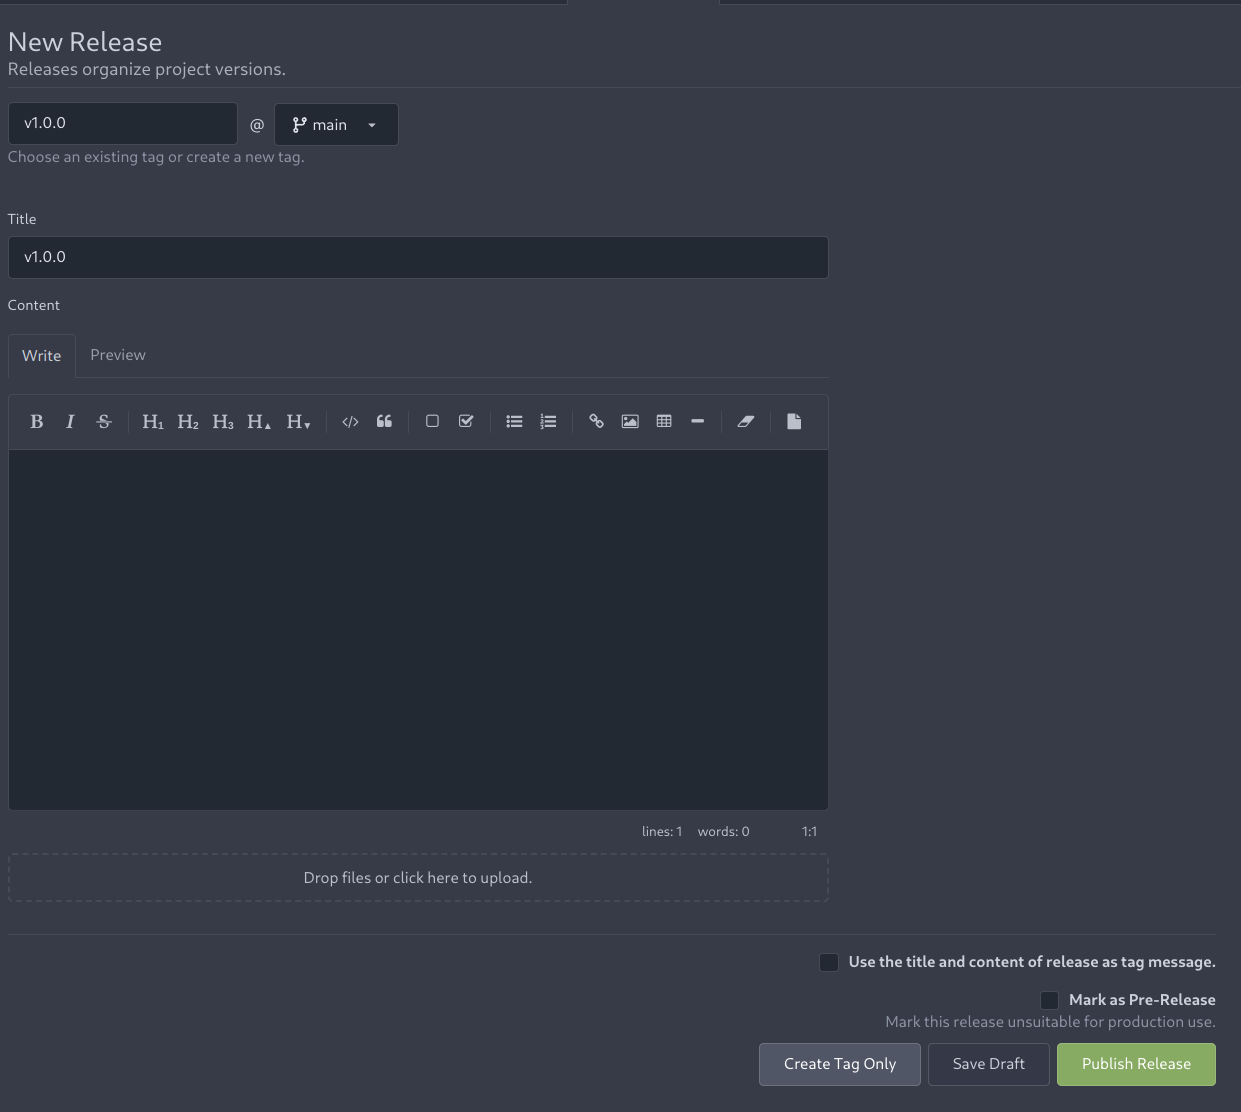 New Release
Releases organize project versions.
v1.0.0 @ main
Choose an existing tag or create a new tag.
Title
v1.0.0
Content
Write Preview
B I S H1 H2 H3 H▲ H▼
lines: 1 words: 0 1:1
Drop files or click here to upload.
Use the title and content of release as tag message.
Mark as Pre-Release
Mark this release unsuitable for production use.
Create Tag Only Save Draft Publish Release